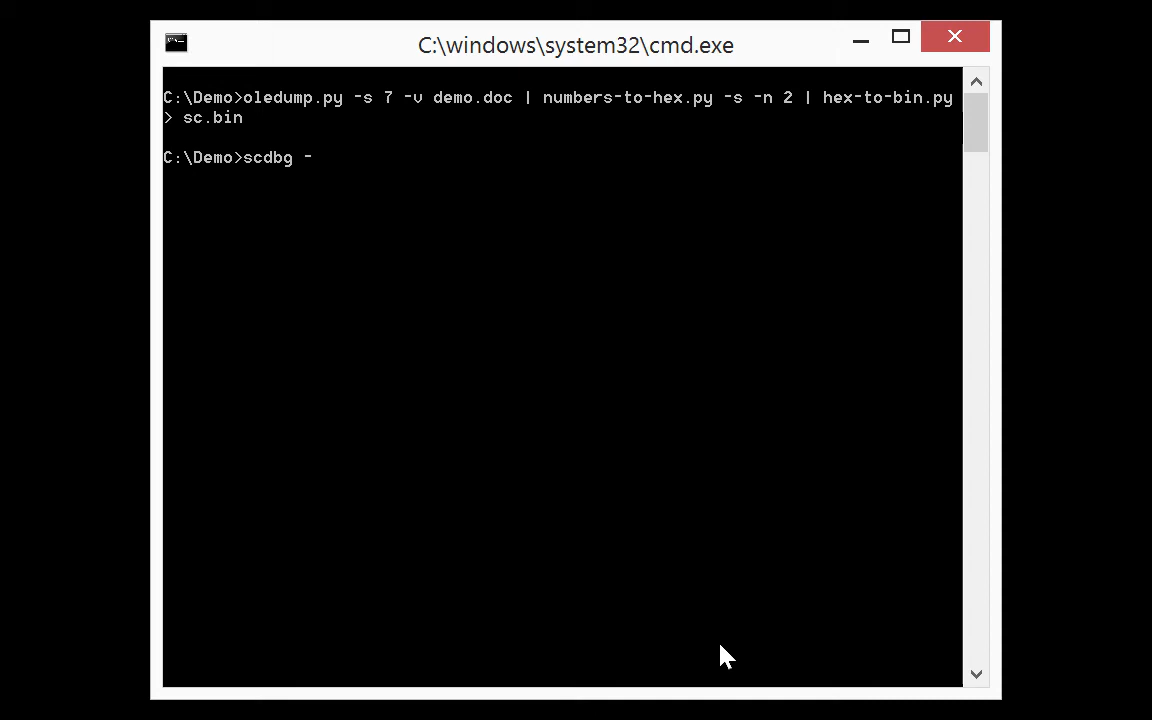 C:\windows\system32\cmd.exe
C:\Demo>oledump.py -s 7 -v demo.doc | numbers-to-hex.py -s -n 2 | hex-to-bin.py
> sc.bin
C:\Demo>scdbg -